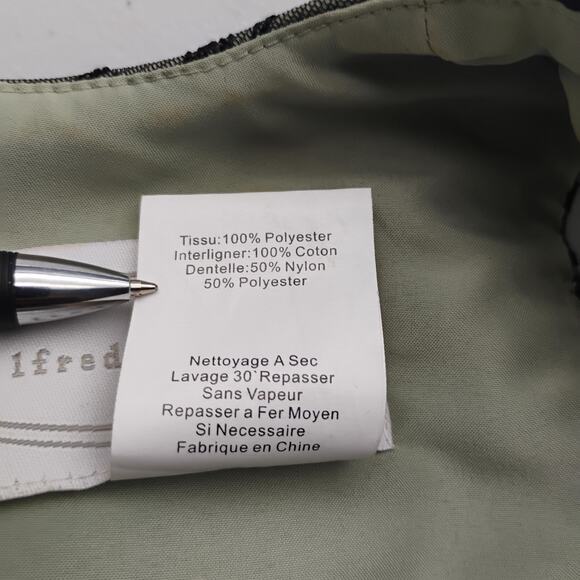 Tissu:100% Polyester
Interligner:100% Coton
Dentelle:50% Nylon
50% Polyester
lfred
Nettoyage A Sec
Lavage 30`Repasser
Sans Vapeur
Repasser a Fer Moyen
Si Necessaire
Fabrique en Chine